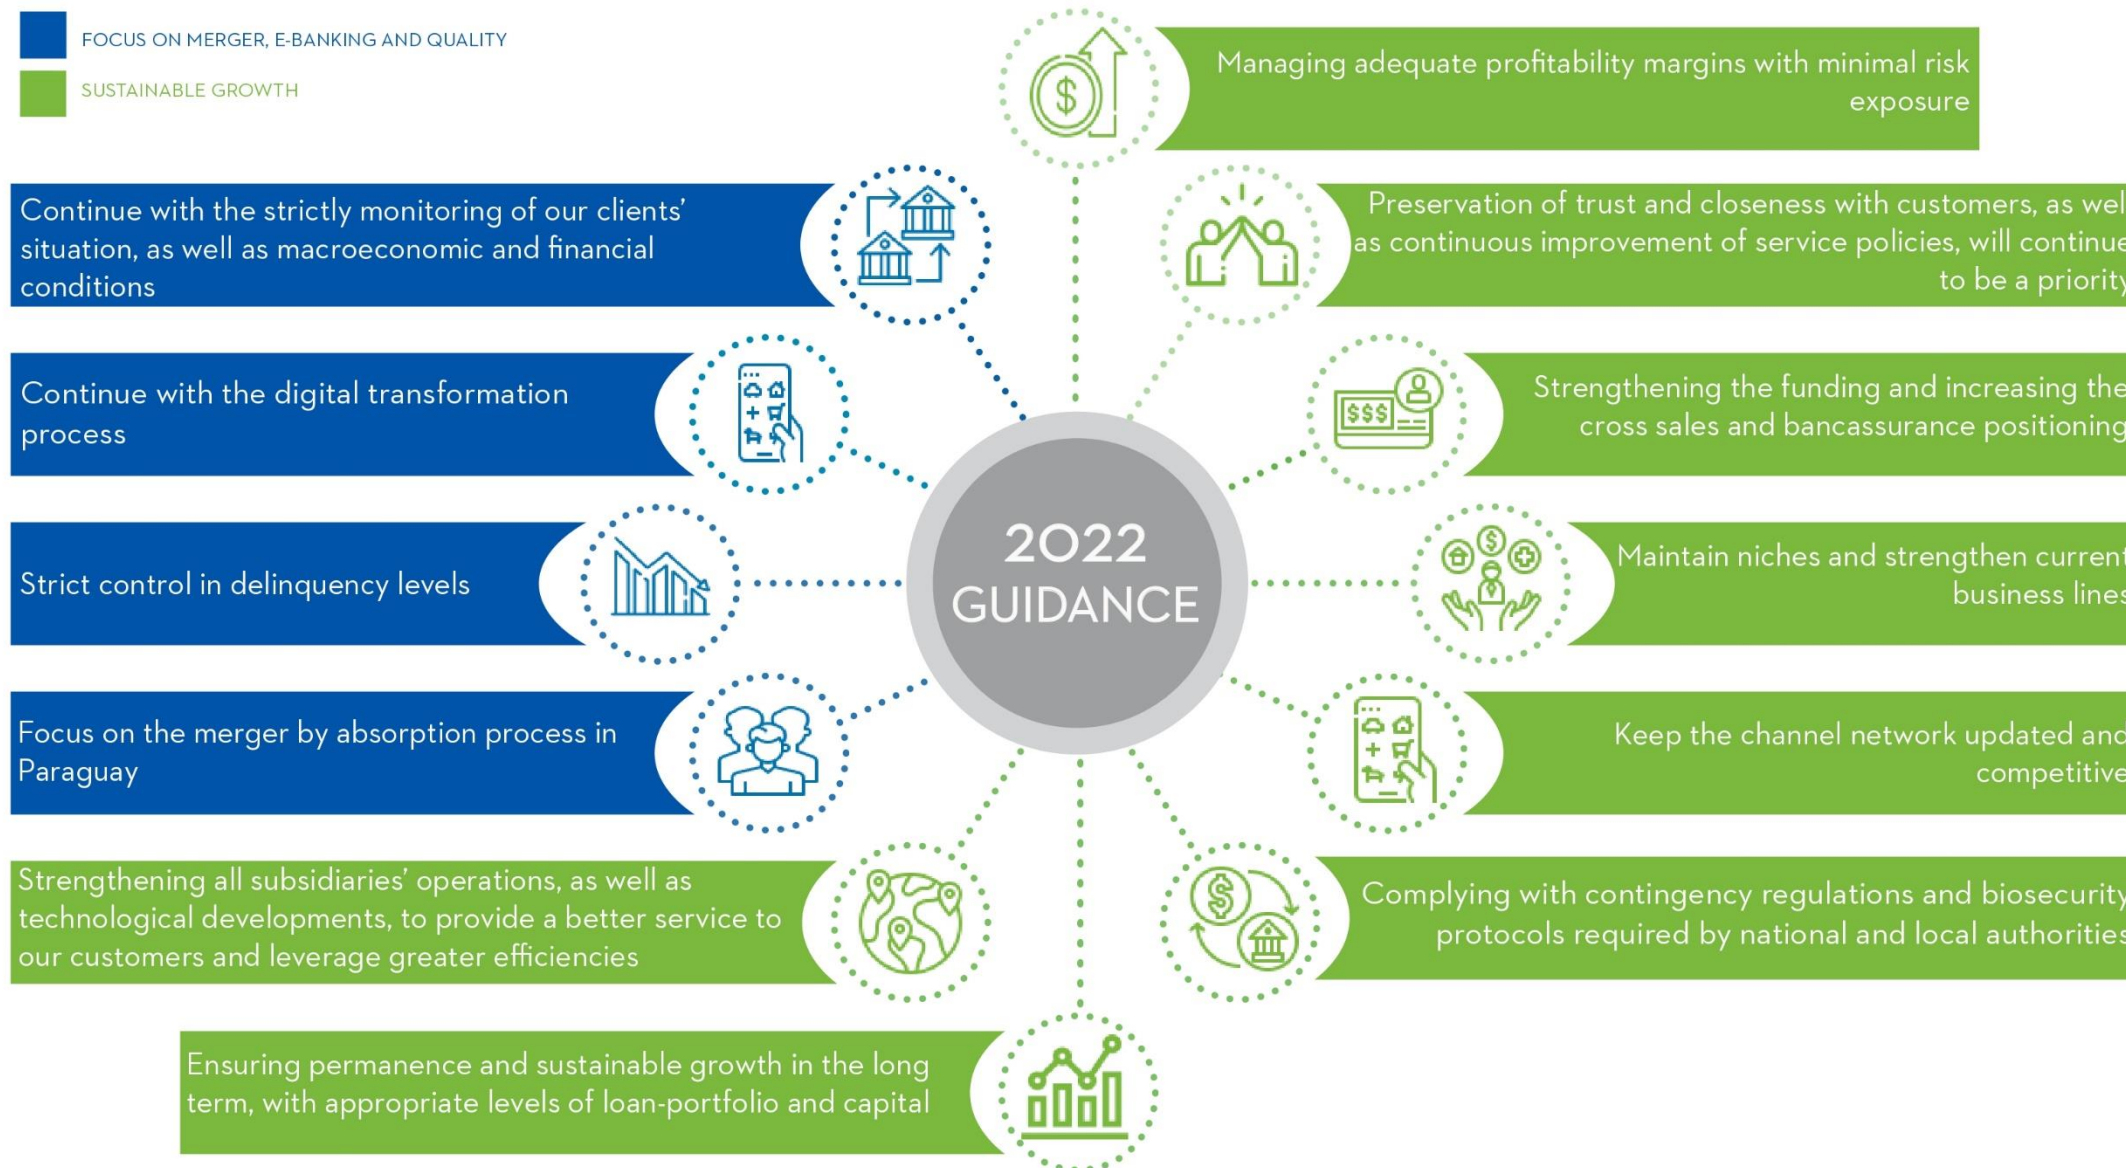 FOCUS ON MERGER, E-BANKING AND QUALITY
SUSTAINABLE GROWTH
Managing adequate profitability margins with minimal risk
exposure
Continue with the strictly monitoring of our clients'
situation, as well as macroeconomic and financial
conditions
Preservation of trust and closeness with customers, as well
as continuous improvement of service policies, will continue
to be a priority
Continue with the digital transformation
process
Strengthening the funding and increasing the
cross sales and bancassurance positioning
$$$
Strict control in delinquency levels
2022
GUIDANCE
Maintain niches and strengthen current
business lines
Focus on the merger by absorption process in
Paraguay
Keep the channel network updated and
competitive
Strengthening all subsidiaries' operations, as well as
technological developments, to provide a better service to
our customers and leverage greater efficiencies
Complying with contingency regulations and biosecurity
protocols required by national and local authorities
Ensuring permanence and sustainable growth in the long
term, with appropriate levels of loan-portfolio and capital